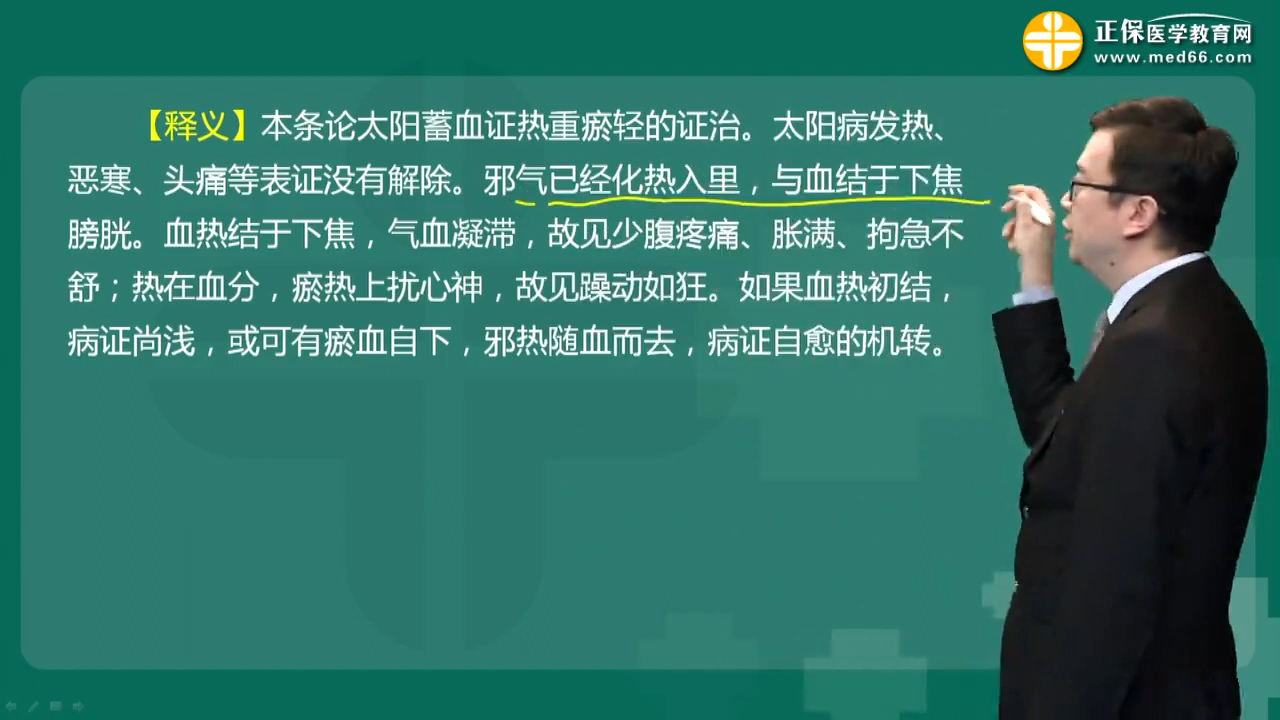 正保医学教育网
www.med66.com
【释义】本条论太阳蓄血证热重瘀轻的证治。太阳病发热、
恶寒、头痛等表证没有解除。邪气已经化热入里，与血结于下焦
膀胱。血热结于下焦，气血凝滞，故见少腹疼痛、胀满、拘急不
舒；热在血分，瘀热上扰心神，故见躁动如狂。如果血热初结，
病证尚浅，或可有瘀血自下，邪热随血而去，病证自愈的机转。